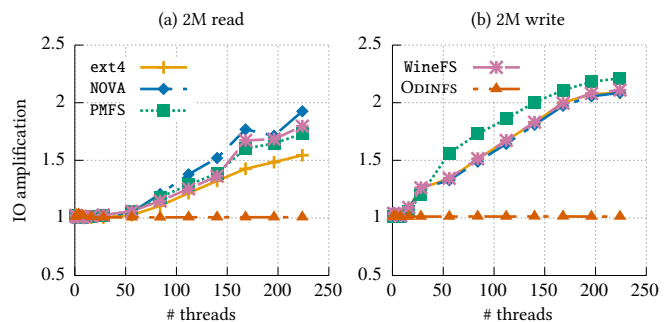 (a) 2M read
(b) 2M write
IO amplification
2.5
2
1.5
1
0.5
ext4
NOVA
PMFS
0
50
100
150
200
250
# threads
2.5
2
1.5
1
0.5
WineFS
ODINFS
0
50
100
150
200
250
# threads